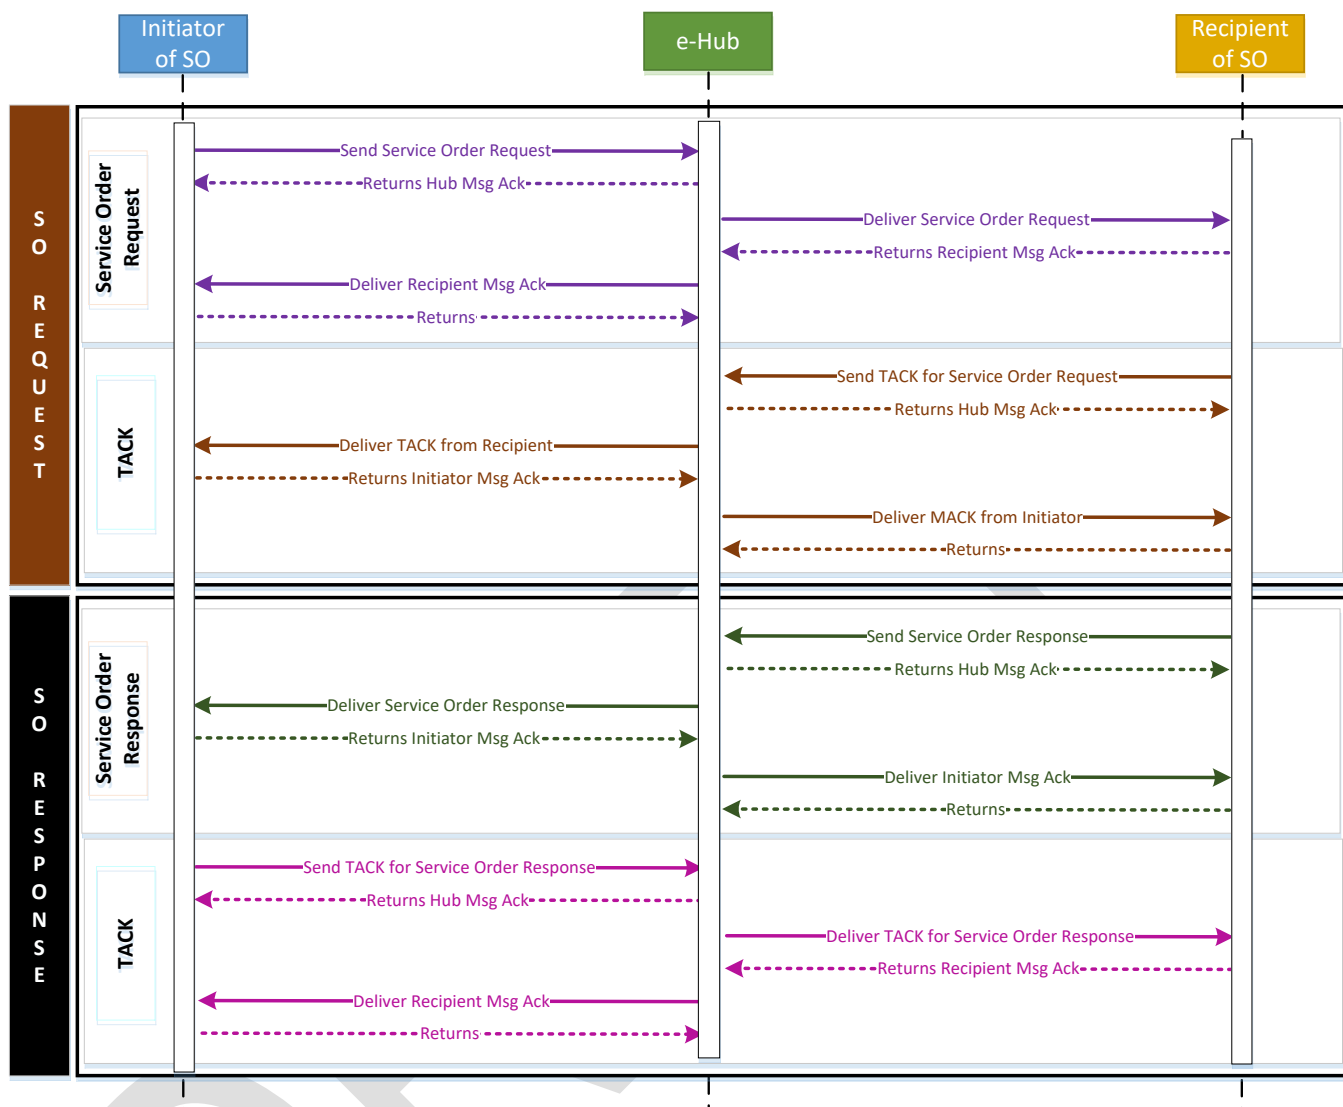 Initiator
of SO
e-Hub
Recipient
of SO
SO REQUEST
Service Order
Request
Send Service Order Request
Returns Hub Msg Ack
Deliver Service Order Request
Returns Recipient Msg Ack
Deliver Recipient Msg Ack
Returns
TACK
Send TACK for Service Order Request
Returns Hub Msg Ack
Deliver TACK from Recipient
Returns Initiator Msg Ack
Deliver MACK from Initiator
Returns
SO RESPONSE
Service Order
Response
Send Service Order Response
Returns Hub Msg Ack
Deliver Service Order Response
Returns Initiator Msg Ack
Deliver Initiator Msg Ack
Returns
TACK
Send TACK for Service Order Response
Returns Hub Msg Ack
Deliver TACK for Service Order Response
Returns Recipient Msg Ack
Deliver Recipient Msg Ack
Returns